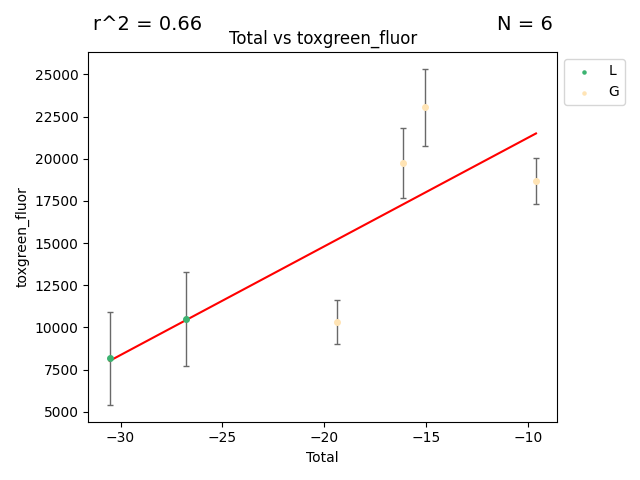 r^2 = 0.66
N = 6
Total vs toxgreen_fluor
L
G
25000
22500
20000
17500
15000
12500
10000
7500
5000
toxgreen_fluor
−30
−25
−20
−15
−10
Total